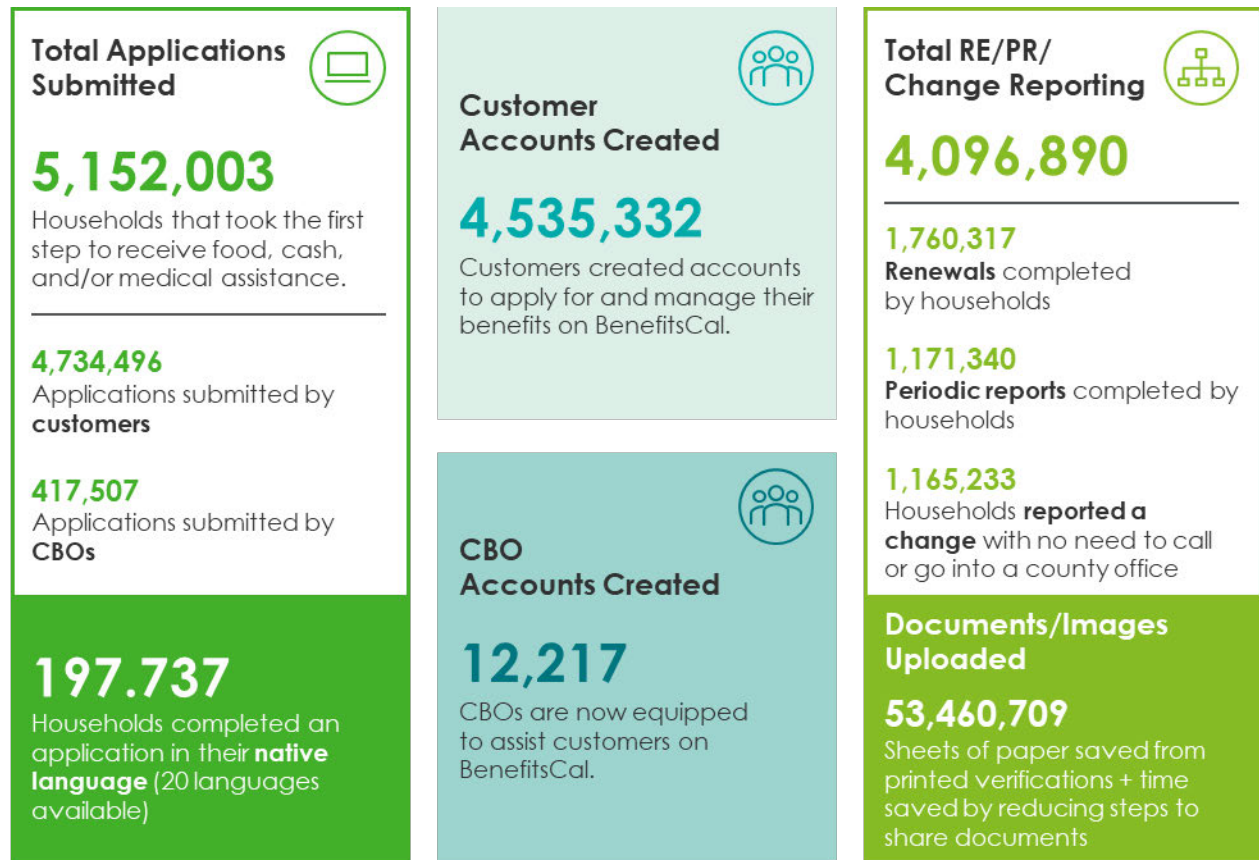 Total Applications
Submitted
5,152,003
Households that took the first
step to receive food, cash,
and/or medical assistance.
4,734,496
Applications submitted by
customers
417,507
Applications submitted by
CBOs
197.737
Households completed an
application in their native
language (20 languages
available)
Customer
Accounts Created
4,535,332
Customers created accounts
to apply for and manage their
benefits on BenefitsCal.
CBO
Accounts Created
12,217
CBOs are now equipped
to assist customers on
BenefitsCal.
Total RE/PR/
Change Reporting
4,096,890
1,760,317
Renewals completed
by households
1,171,340
Periodic reports completed by
households
1,165,233
Households reported a
change with no need to call
or go into a county office
Documents/Images
Uploaded
53,460,709
Sheets of paper saved from
printed verifications + time
saved by reducing steps to
share documents